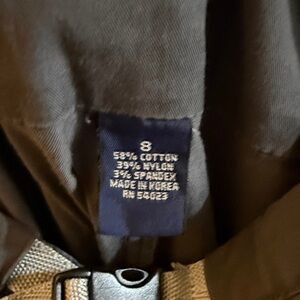 8
58% COTTON
39% NYLON
3% SPANDEX
MADE IN KOREA
RN 54023